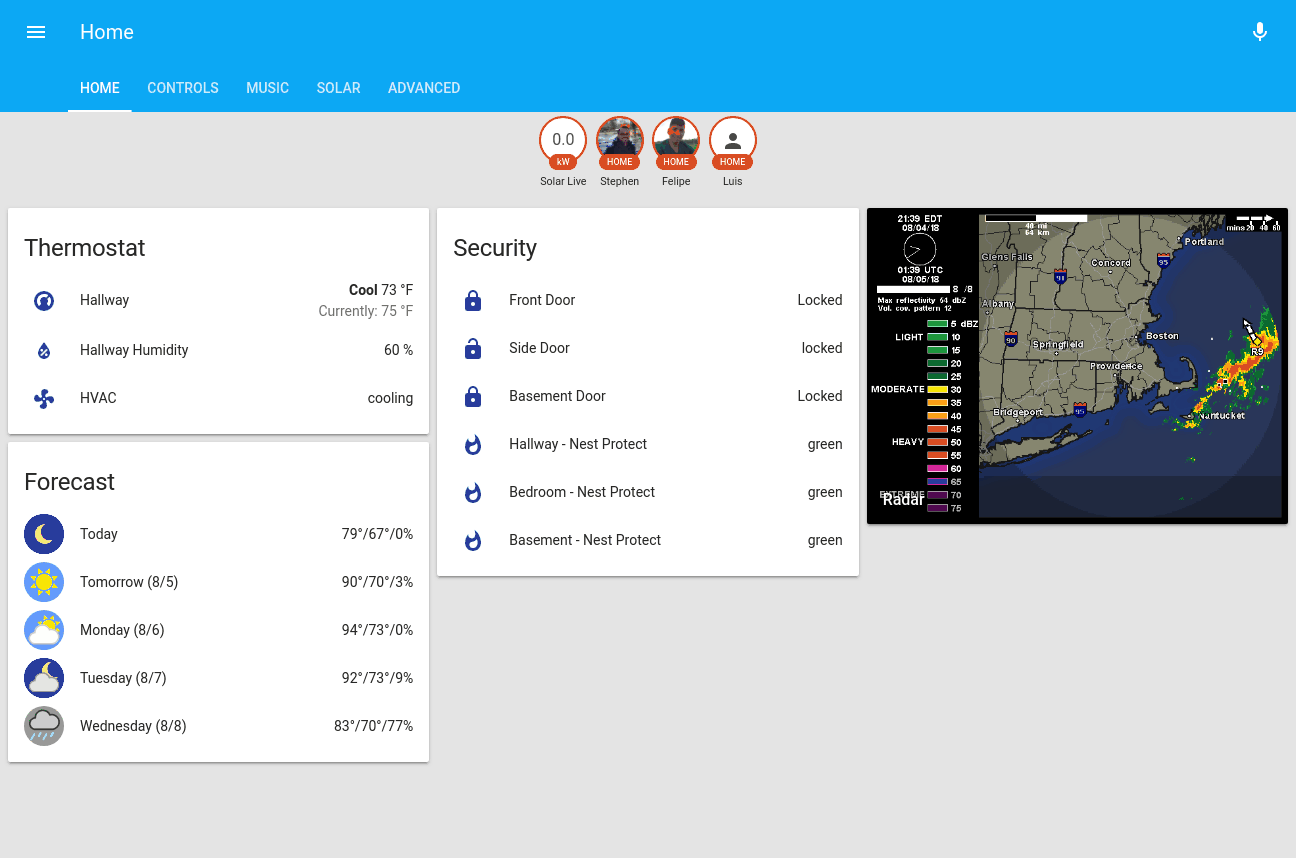 Home
HOME CONTROLS MUSIC SOLAR ADVANCED
0.0
kW HOME HOME HOME
Solar Live Stephen Felipe Luis
Thermostat
Hallway Cool 73 °F
Currently: 75 °F
Hallway Humidity 60 %
HVAC cooling
Forecast
Today 79°/67°/0%
Tomorrow (8/5) 90°/70°/3%
Monday (8/6) 94°/73°/0%
Tuesday (8/7) 92°/73°/9%
Wednesday (8/8) 83°/70°/77%
Security
Front Door Locked
Side Door locked
Basement Door Locked
Hallway - Nest Protect green
Bedroom - Nest Protect green
Basement - Nest Protect green
21:39 EDT
08/04/18
01:39 UTC
08/05/18
8 /8
Max reflectivity 64 dbZ
Vol. cov. pattern 12
5 dBZ
LIGHT 10
15
20
25
MODERATE 30
35
40
45
HEAVY 50
55
60
65
EXTREME 70
75
Radar
40 mi
64 km
mins 20 40 60
Portland
Glens Falls
Concord
95
91
Albany
Boston
90
Springfield
Providence
Bridgeport
95
Nantucket